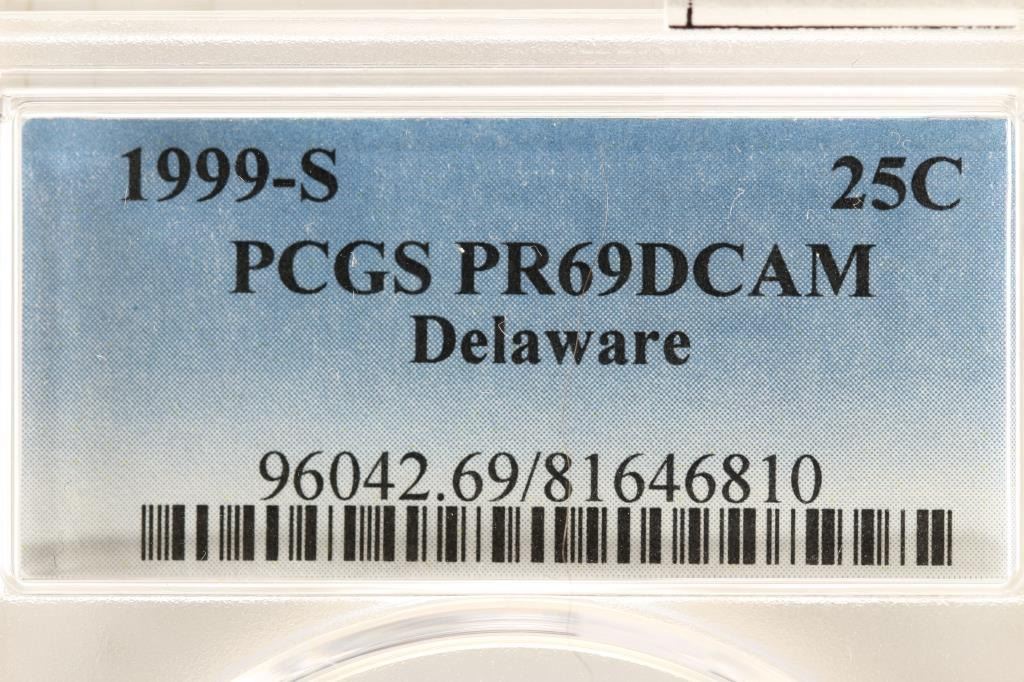 1999-S 25C
PCGS PR69DCAM
Delaware
96042.69/81646810